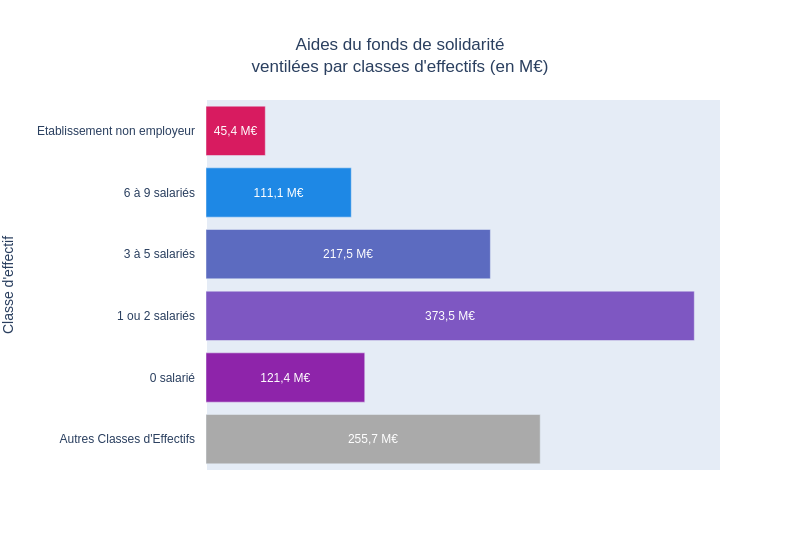 Aides du fonds de solidarité
ventilées par classes d'effectifs (en M€)
Classe d'effectif
Etablissement non employeur
45,4 M€
6 à 9 salariés
111,1 M€
3 à 5 salariés
217,5 M€
1 ou 2 salariés
373,5 M€
0 salarié
121,4 M€
Autres Classes d'Effectifs
255,7 M€